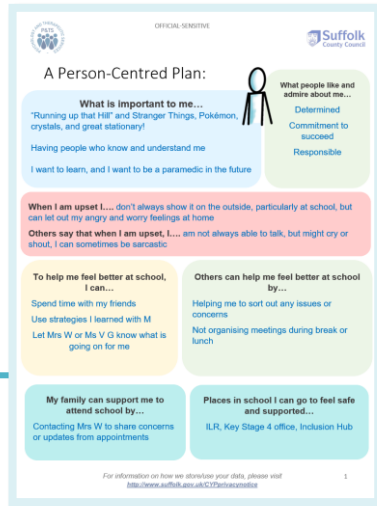 OFFICIAL-SENSITIVE
P&TS
Suffolk
County Council
A Person-Centred Plan:
What people like and
admire about me…
Determined
Commitment to
succeed
Responsible
What is important to me…
"Running up that Hill" and Stranger Things, Pokémon,
crystals, and great stationery!
Having people who know and understand me
I want to learn, and I want to be a paramedic in the future
When I am upset I…. don't always show it on the outside, particularly at school, but
can let out my angry and worry feelings at home
Others say that when I am upset, I…. am not always able to talk, but might cry or
shout, I can sometimes be sarcastic
To help me feel better at school,
I can…
Spend time with my friends
Use strategies I learned with M
Let Mrs W or Ms V G know what is
going on for me
Others can help me feel better at school
by…
Helping me to sort out any issues or
concerns
Not organising meetings during break or
lunch
My family can support me to
attend school by…
Contacting Mrs W to share concerns
or updates from appointments
Places in school I can go to feel safe
and supported…
ILR, Key Stage 4 office, Inclusion Hub
For information on how we store/use your data, please visit
http://www.suffolk.gov.uk/CYPprivacynotice
1